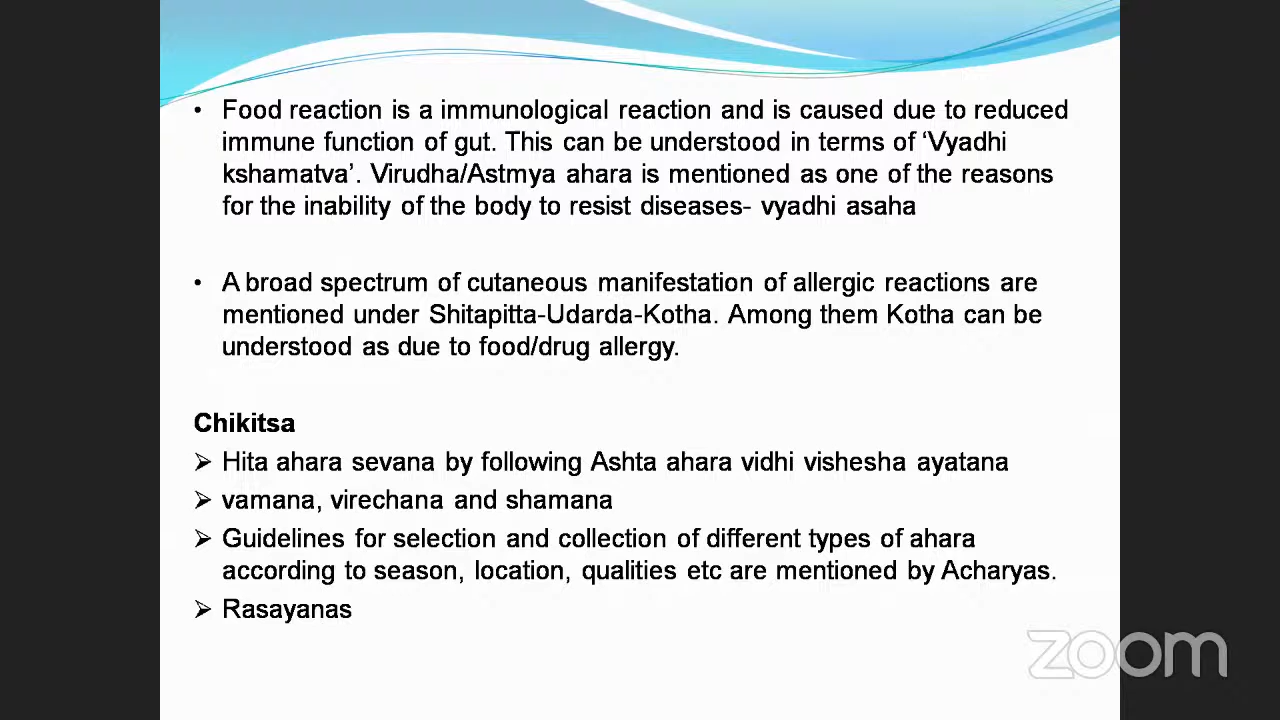 • Food reaction is a immunological reaction and is caused due to reduced
immune function of gut. This can be understood in terms of ‘Vyadhi
kshamatva’. Virudha/Astmya ahara is mentioned as one of the reasons
for the inability of the body to resist diseases- vyadhi asaha
• A broad spectrum of cutaneous manifestation of allergic reactions are
mentioned under Shitapitta-Udarda-Kotha. Among them Kotha can be
understood as due to food/drug allergy.
Chikitsa
➢ Hita ahara sevana by following Ashta ahara vidhi vishesha ayatana
➢ vamana, virechana and shamana
➢ Guidelines for selection and collection of different types of ahara
according to season, location, qualities etc are mentioned by Acharyas.
➢ Rasayanas
zoom